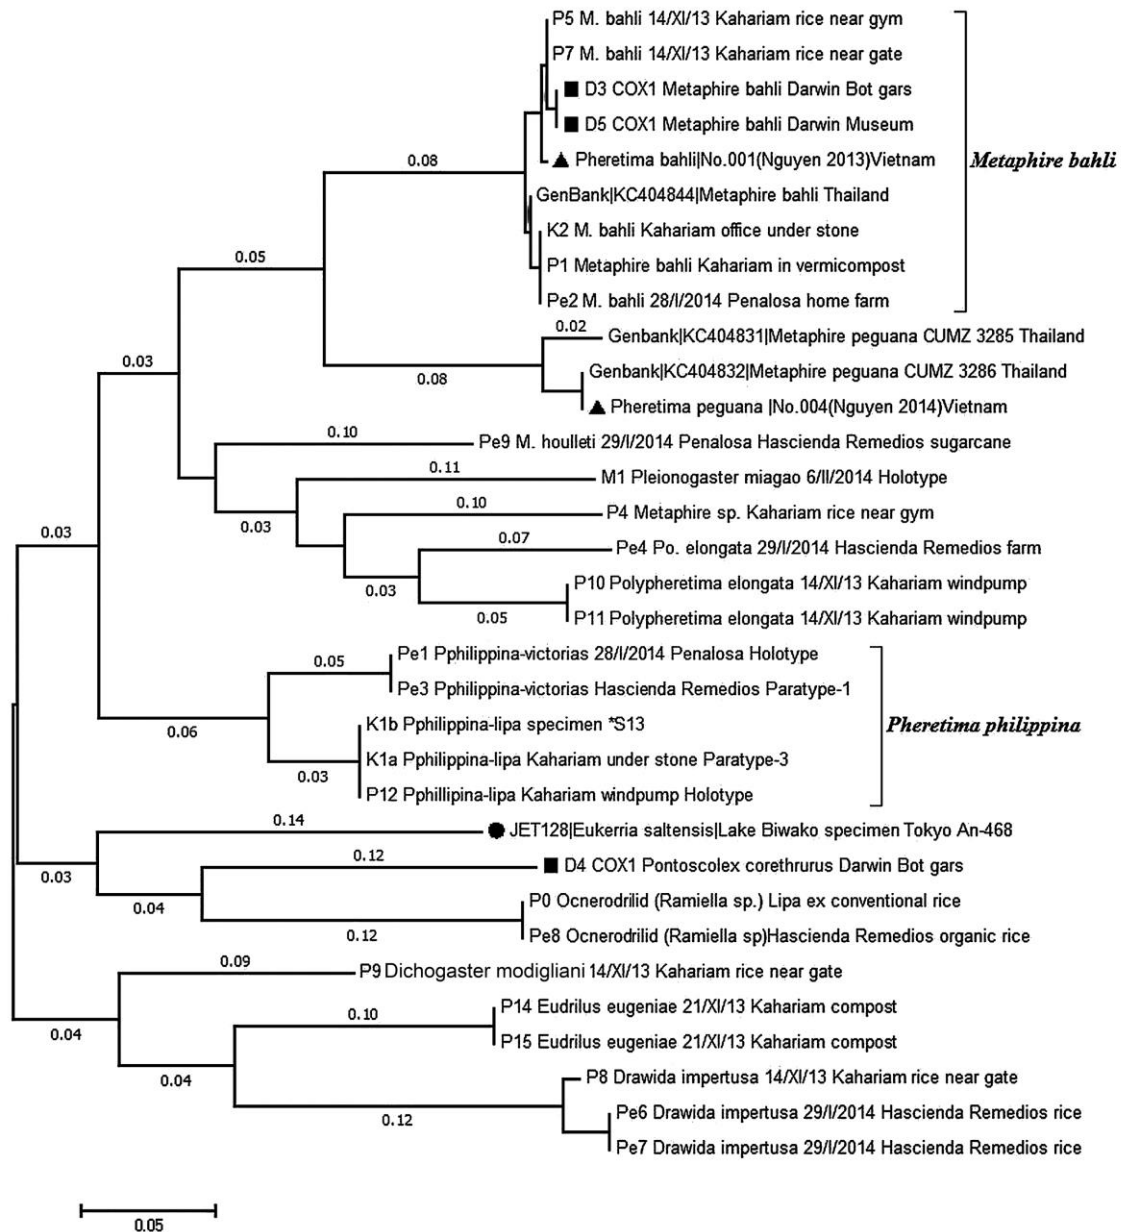 P5 M. bahli 14/XI/13 Kahariam rice near gym
P7 M. bahli 14/XI/13 Kahariam rice near gate
D3 COX1 Metaphire bahli Darwin Bot gars
D5 COX1 Metaphire bahli Darwin Museum
0.08
Pheretima bahli|No.001(Nguyen 2013)Vietnam
Metaphire bahli
GenBank|KC404844|Metaphire bahli Thailand
K2 M. bahli Kahariam office under stone
0.05
P1 Metaphire bahli Kahariam in vermicompost
Pe2 M. bahli 28/I/2014 Penalosa home farm
0.02
Genbank|KC404831|Metaphire peguana CUMZ 3285 Thailand
0.03
0.08
Genbank|KC404832|Metaphire peguana CUMZ 3286 Thailand
Pheretima peguana |No.004(Nguyen 2014)Vietnam
0.10
Pe9 M. houlleti 29/I/2014 Penalosa Hascienda Remedios sugarcane
0.11
M1 Pleionogaster miagao 6/II/2014 Holotype
0.03
0.10
P4 Metaphire sp. Kahariam rice near gym
0.03
0.07
Pe4 Po. elongata 29/I/2014 Hascienda Remedios farm
0.03
P10 Polypheretima elongata 14/XI/13 Kahariam windpump
0.05
P11 Polypheretima elongata 14/XI/13 Kahariam windpump
Pe1 Pphilippina-victorias 28/I/2014 Penalosa Holotype
0.05
Pe3 Pphilippina-victorias Hascienda Remedios Paratype-1
0.06
K1b Pphilippina-lipa specimen *S13
Pheretima philippina
K1a Pphilippina-lipa Kahariam under stone Paratype-3
0.03
P12 Pphillipina-lipa Kahariam windpump Holotype
0.14
JET128|Eukerria saltensis|Lake Biwako specimen Tokyo An-468
0.03
0.12
D4 COX1 Pontoscolex corethrurus Darwin Bot gars
0.04
P0 Ocnerodrilid (Ramiella sp.) Lipa ex conventional rice
0.12
Pe8 Ocnerodrilid (Ramiella sp)Hascienda Remedios organic rice
0.09
P9 Dichogaster modigliani 14/XI/13 Kahariam rice near gate
0.04
0.10
P14 Eudrilus eugeniae 21/XI/13 Kahariam compost
P15 Eudrilus eugeniae 21/XI/13 Kahariam compost
0.04
P8 Drawida impertusa 14/XI/13 Kahariam rice near gate
0.12
Pe6 Drawida impertusa 29/I/2014 Hascienda Remedios rice
Pe7 Drawida impertusa 29/I/2014 Hascienda Remedios rice
0.05